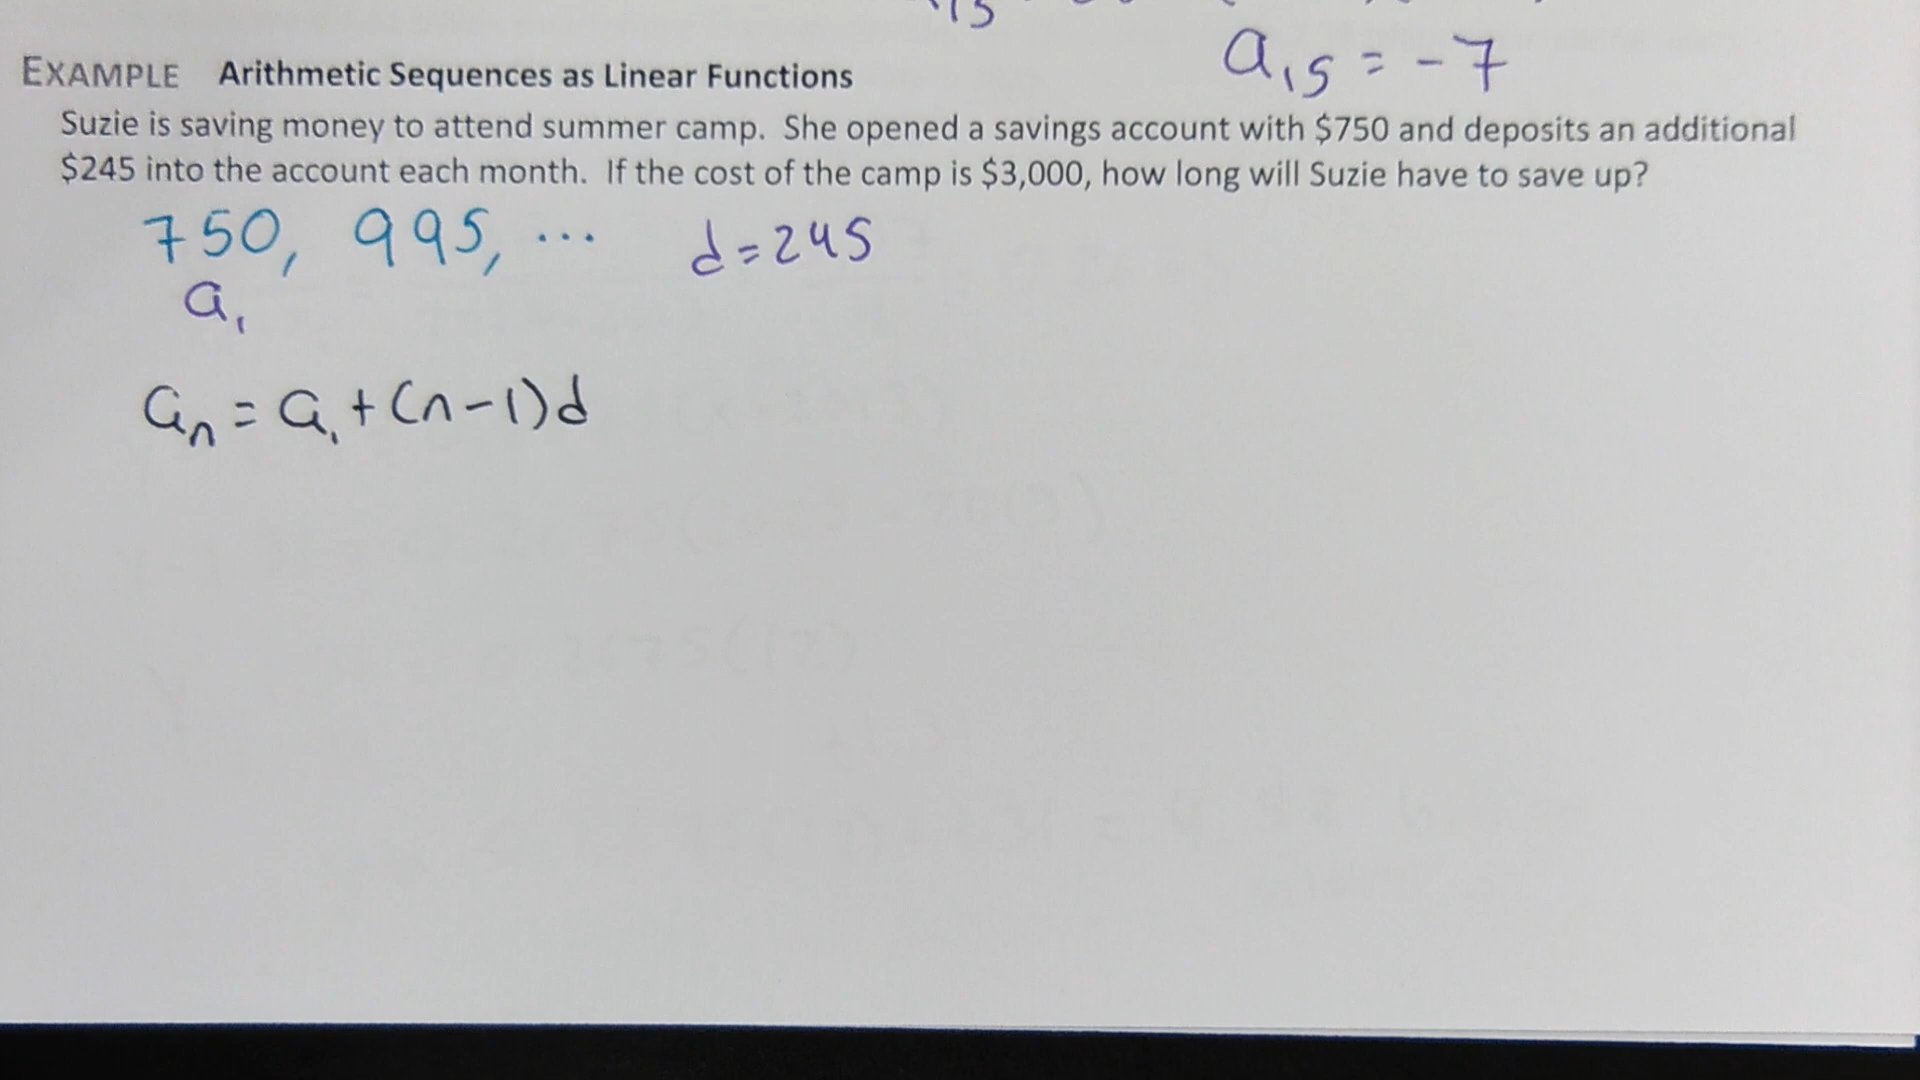 a₁₅ = -7
EXAMPLE Arithmetic Sequences as Linear Functions
Suzie is saving money to attend summer camp. She opened a savings account with $750 and deposits an additional
$245 into the account each month. If the cost of the camp is $3,000, how long will Suzie have to save up?
750, 995, ... d=245
a₁
aₙ = a₁ + (n-1)d